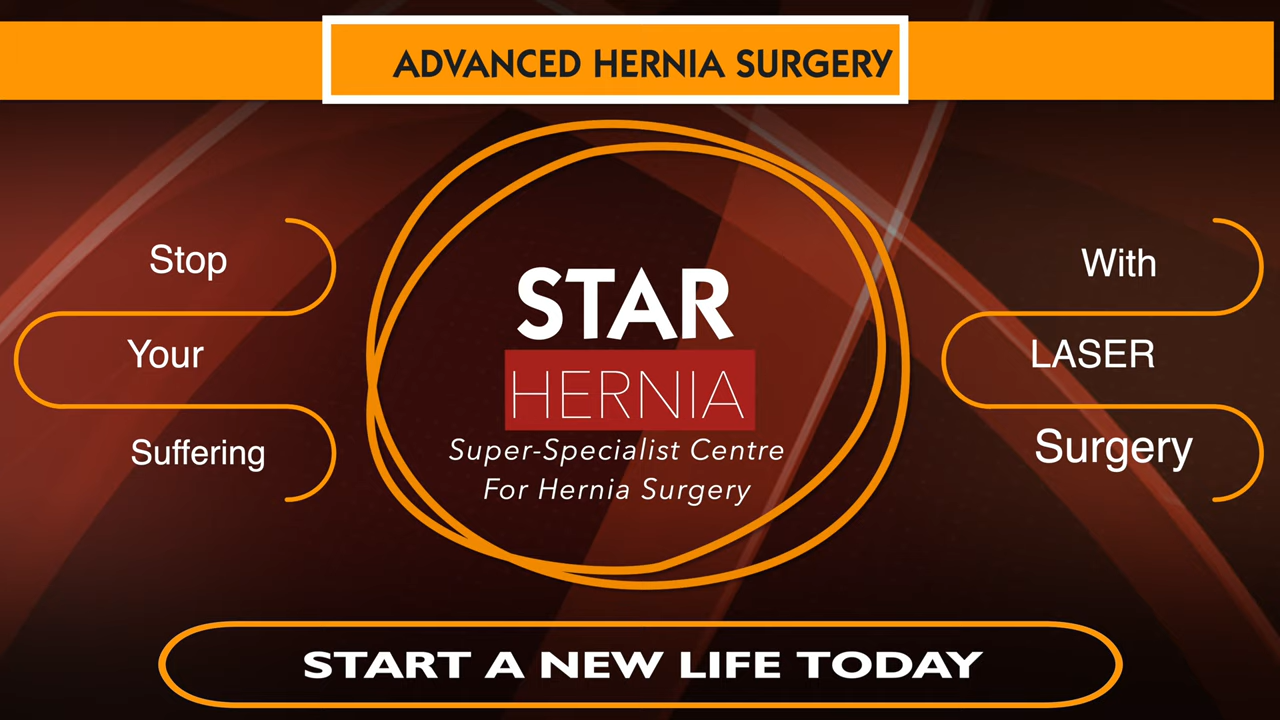 ADVANCED HERNIA SURGERY
Stop
Your
Suffering
STAR
HERNIA
Super-Specialist Centre
For Hernia Surgery
With
LASER
Surgery
START A NEW LIFE TODAY